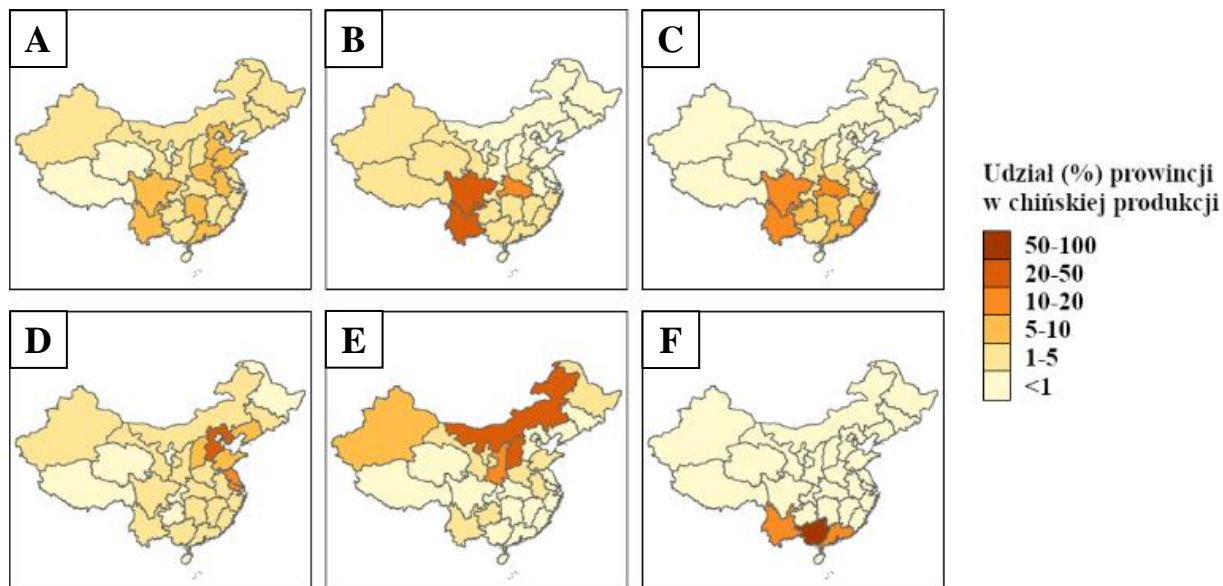 A
B
C
D
E
F
Udział (%) prowincji
w chińskiej produkcji
50-100
20-50
10-20
5-10
1-5
<1